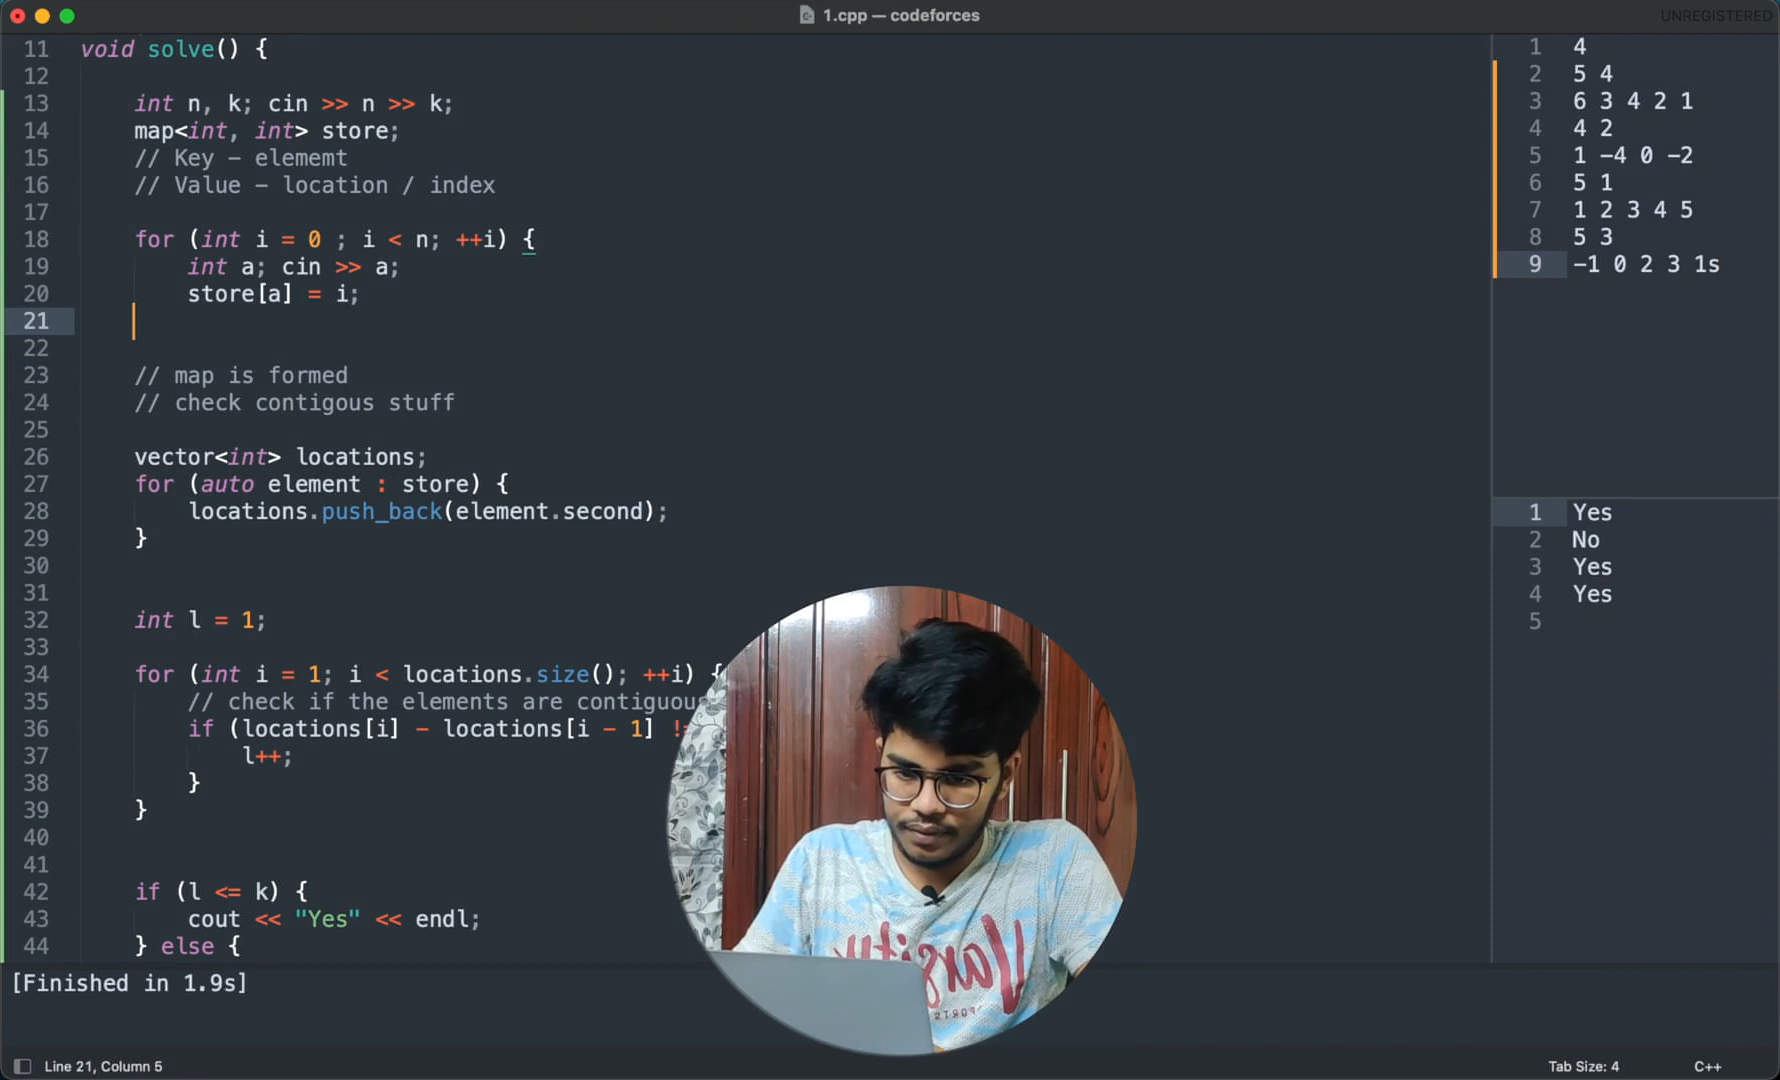 1.cpp — codeforces
UNREGISTERED
11 void solve() {
12
13 int n, k; cin >> n >> k;
14 map<int, int> store;
15 // Key – elememt
16 // Value – location / index
17
18 for (int i = 0 ; i < n; ++i) {
19 int a; cin >> a;
20 store[a] = i;
21
22
23 // map is formed
24 // check contigous stuff
25
26 vector<int> locations;
27 for (auto element : store) {
28 locations.push_back(element.second);
29 }
30
31
32 int l = 1;
33
34 for (int i = 1; i < locations.size(); ++i) {
35 // check if the elements are contiguou
36 if (locations[i] - locations[i - 1] !=
37 l++;
38 }
39 }
40
41
42 if (l <= k) {
43 cout << "Yes" << endl;
44 } else {
1 4
2 5 4
3 6 3 4 2 1
4 4 2
5 1 -4 0 -2
6 5 1
7 1 2 3 4 5
8 5 3
9 -1 0 2 3 1s
1 Yes
2 No
3 Yes
4 Yes
5
Varsity
SPORTS
[Finished in 1.9s]
Line 21, Column 5
Tab Size: 4
C++